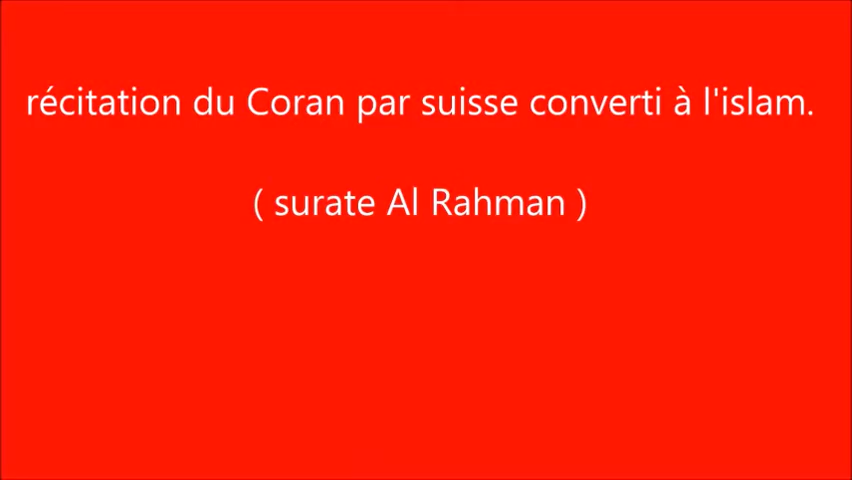 récitation du Coran par suisse converti à l'islam.
( surate Al Rahman )